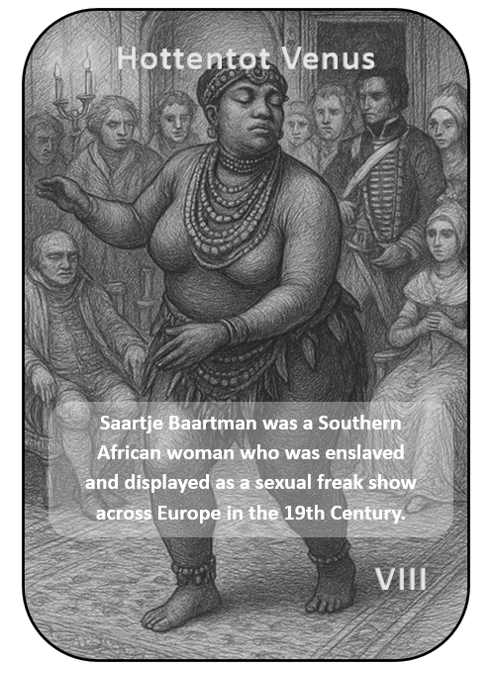 Hottentot Venus
Saartje Baartman was a Southern
African woman who was enslaved
and displayed as a sexual freak show
across Europe in the 19th Century.
VIII